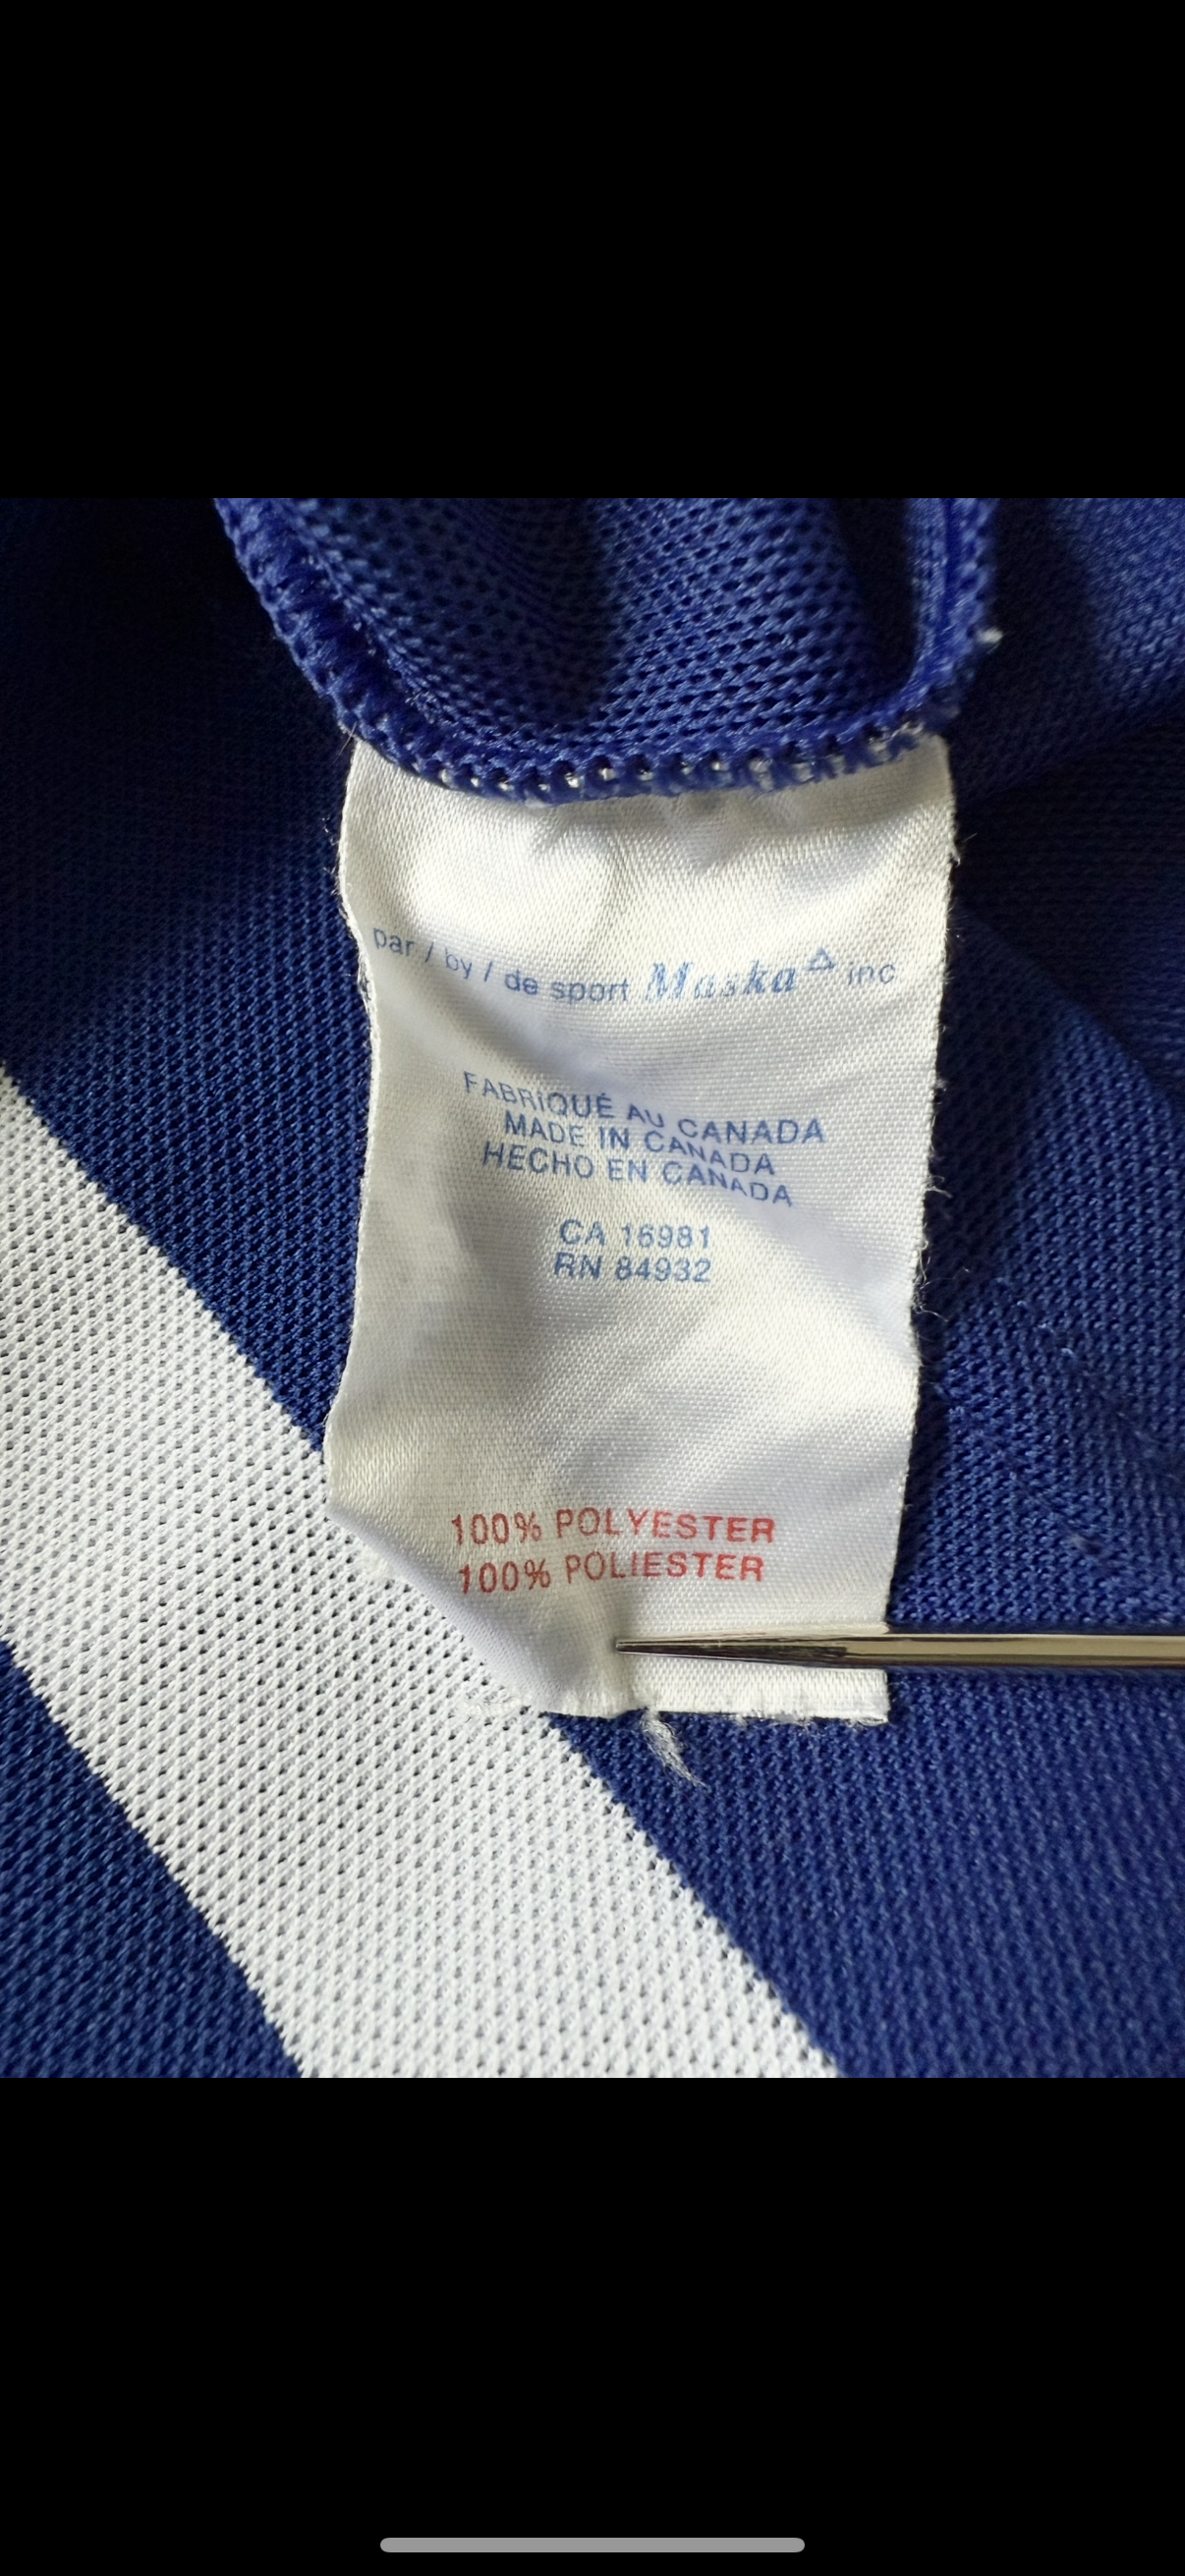 par / by / de sport Maska inc
FABRIQUÉ AU CANADA
MADE IN CANADA
HECHO EN CANADA
CA 16981
RN 84932
100% POLYESTER
100% POLIESTER